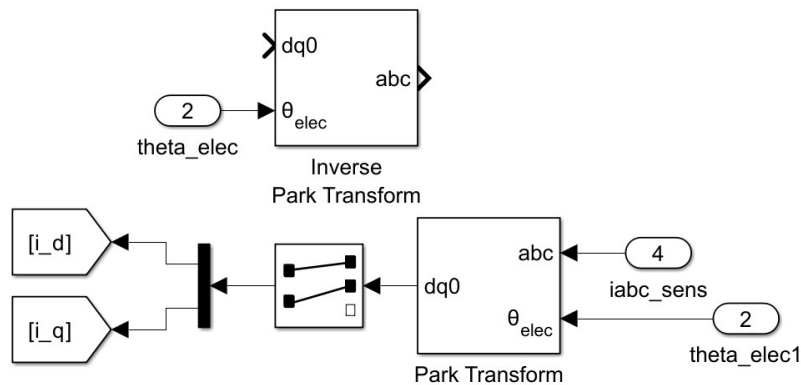 dq0
abc
2
θelec
theta_elec
Inverse
Park Transform
[i_d]
[i_q]
abc
dq0
θelec
4
iabc_sens
2
theta_elec1
Park Transform